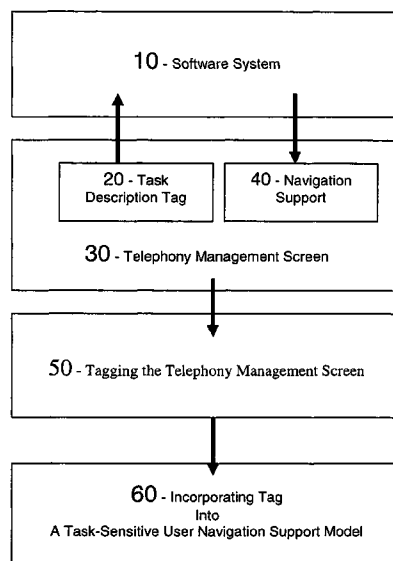 10 - Software System
20 - Task
Description Tag
40 - Navigation
Support
30 - Telephony Management Screen
50 - Tagging the Telephony Management Screen
60 - Incorporating Tag
Into
A Task-Sensitive User Navigation Support Model